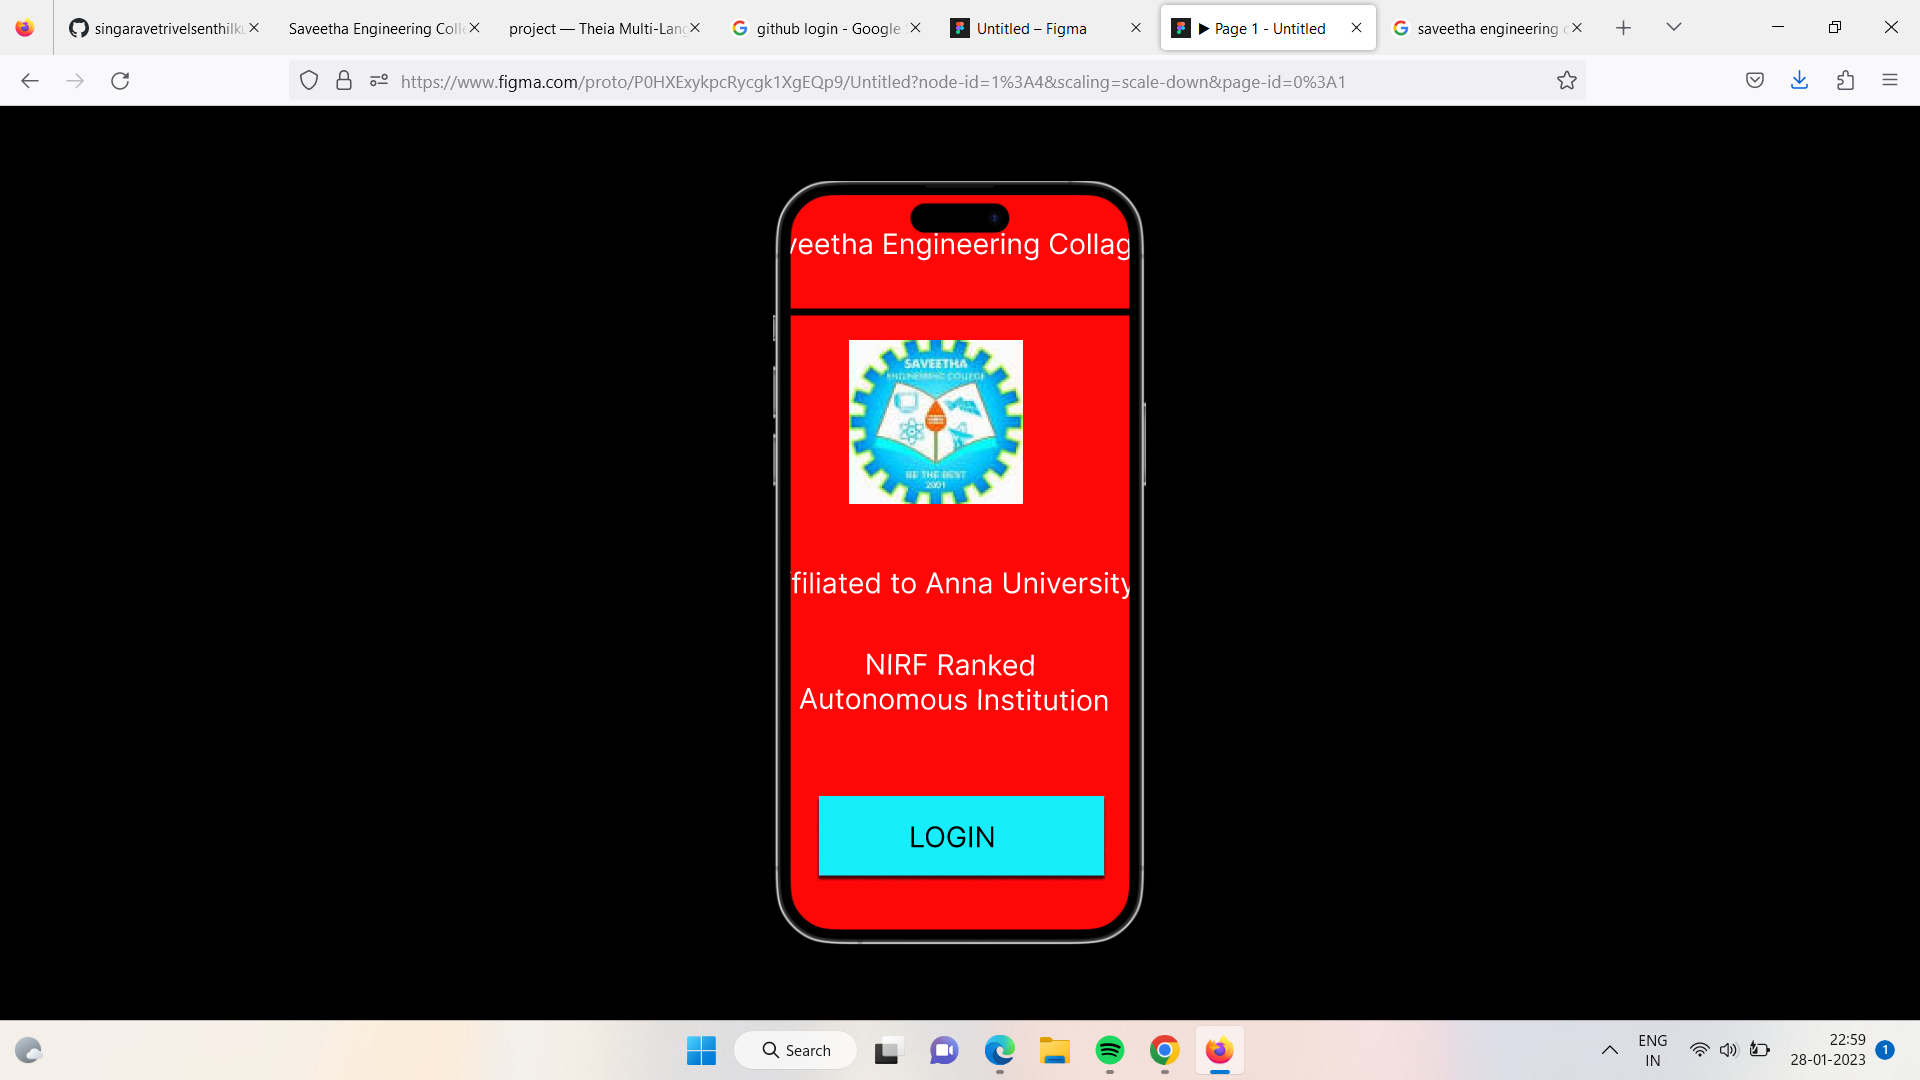 singaravetrivelsenthilku
Saveetha Engineering Colle
project — Theia Multi-Lang
github login - Google S
Untitled – Figma
▶ Page 1 - Untitled
saveetha engineering c
https://www.figma.com/proto/P0HXExykpcRycgk1XgEQp9/Untitled?node-id=1%3A4&scaling=scale-down&page-id=0%3A1
veetha Engineering Collag
SAVEETHA
ENGINEERING COLLEGE
BE THE BEST
2001
filiated to Anna University
NIRF Ranked
Autonomous Institution
LOGIN
Search
ENG
IN
22:59
28-01-2023
1